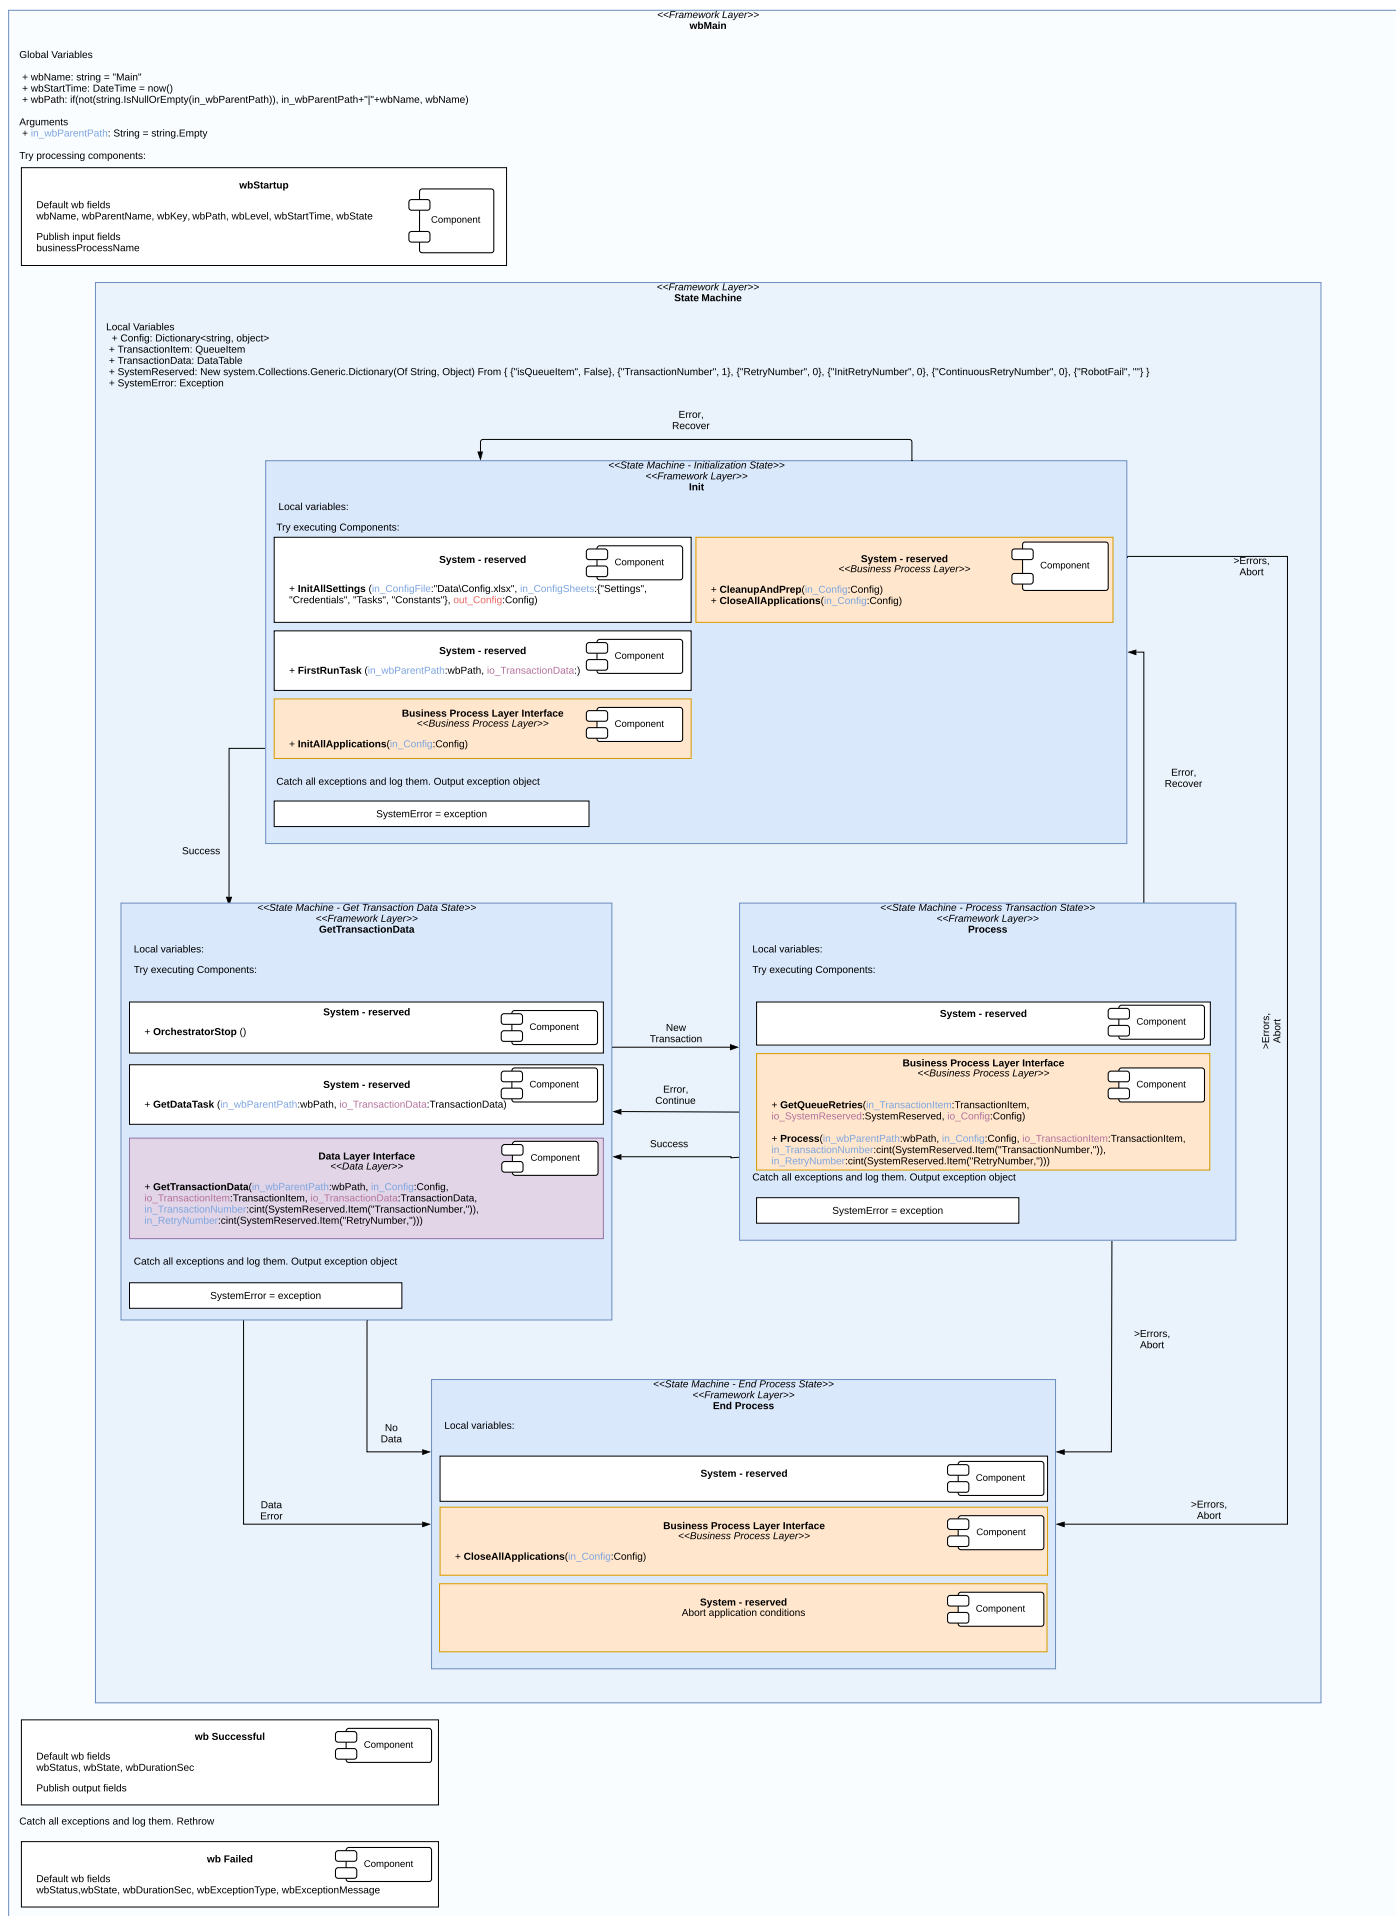 <<Framework Layer>>
wbMain
Global Variables
+ wbName: string = "Main"
+ wbStartTime: DateTime = now()
+ wbPath: if(not(string.IsNullOrEmpty(in_wbParentPath)), in_wbParentPath+"|"+wbName, wbName)
Arguments
+ in_wbParentPath: String = string.Empty
Try processing components:
wbStartup
Default wb fields
wbName, wbParentName, wbKey, wbPath, wbLevel, wbStartTime, wbState
Publish input fields
businessProcessName
Component
<<Framework Layer>>
State Machine
Local Variables
+ Config: Dictionary<string, object>
+ TransactionItem: QueueItem
+ TransactionData: DataTable
+ SystemReserved: New system.Collections.Generic.Dictionary(Of String, Object) From { {"isQueueItem", False}, {"TransactionNumber", 1}, {"RetryNumber", 0}, {"InitRetryNumber", 0}, {"ContinuousRetryNumber", 0}, {"RobotFail", ""} }
+ SystemError: Exception
Error,
Recover
<<State Machine - Initialization State>>
<<Framework Layer>>
Init
Local variables:
Try executing Components:
System - reserved
Component
+ InitAllSettings (in_ConfigFile:"Data\Config.xlsx", in_ConfigSheets:{"Settings",
"Credentials", "Tasks", "Constants"}, out_Config:Config)
System - reserved
<<Business Process Layer>>
Component
+ CleanupAndPrep(in_Config:Config)
+ CloseAllApplications(in_Config:Config)
System - reserved
Component
+ FirstRunTask (in_wbParentPath:wbPath, io_TransactionData:)
Business Process Layer Interface
<<Business Process Layer>>
Component
+ InitAllApplications(in_Config:Config)
Catch all exceptions and log them. Output exception object
SystemError = exception
>Errors,
Abort
Error,
Recover
Success
<<State Machine - Get Transaction Data State>>
<<Framework Layer>>
GetTransactionData
Local variables:
Try executing Components:
System - reserved
Component
+ OrchestratorStop ()
System - reserved
Component
+ GetDataTask (in_wbParentPath:wbPath, io_TransactionData:TransactionData)
Data Layer Interface
<<Data Layer>>
Component
+ GetTransactionData(in_wbParentPath:wbPath, in_Config:Config,
io_TransactionItem:TransactionItem, io_TransactionData:TransactionData,
in_TransactionNumber:cint(SystemReserved.Item("TransactionNumber,")),
in_RetryNumber:cint(SystemReserved.Item("RetryNumber,")))
Catch all exceptions and log them. Output exception object
SystemError = exception
New
Transaction
Error,
Continue
Success
<<State Machine - Process Transaction State>>
<<Framework Layer>>
Process
Local variables:
Try executing Components:
System - reserved
Component
Business Process Layer Interface
<<Business Process Layer>>
Component
+ GetQueueRetries(in_TransactionItem:TransactionItem,
io_SystemReserved:SystemReserved, io_Config:Config)
+ Process(in_wbParentPath:wbPath, in_Config:Config, io_TransactionItem:TransactionItem,
in_TransactionNumber:cint(SystemReserved.Item("TransactionNumber,")),
in_RetryNumber:cint(SystemReserved.Item("RetryNumber,")))
Catch all exceptions and log them. Output exception object
SystemError = exception
>Errors,
Abort
>Errors,
Abort
No
Data
Data
Error
<<State Machine - End Process State>>
<<Framework Layer>>
End Process
Local variables:
System - reserved
Component
Business Process Layer Interface
<<Business Process Layer>>
Component
+ CloseAllApplications(in_Config:Config)
System - reserved
Abort application conditions
Component
>Errors,
Abort
wb Successful
Component
Default wb fields
wbStatus, wbState, wbDurationSec
Publish output fields
Catch all exceptions and log them. Rethrow
wb Failed
Component
Default wb fields
wbStatus,wbState, wbDurationSec, wbExceptionType, wbExceptionMessage